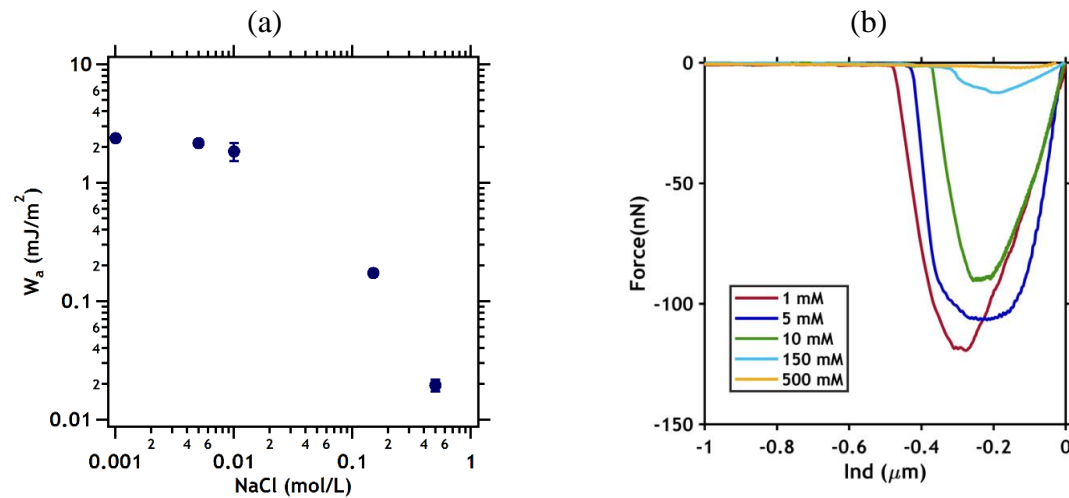 (a)
10
6
4
2
1
6
4
2
0.1
6
4
2
0.01
W_a (mJ/m²)
2 4 6 2 4 6 2 4 6
0.001 0.01 0.1 1
NaCl (mol/L)
(b)
0
-50
-100
-150
Force(nN)
1 mM
5 mM
10 mM
150 mM
500 mM
-1 -0.8 -0.6 -0.4 -0.2 0
Ind (μm)